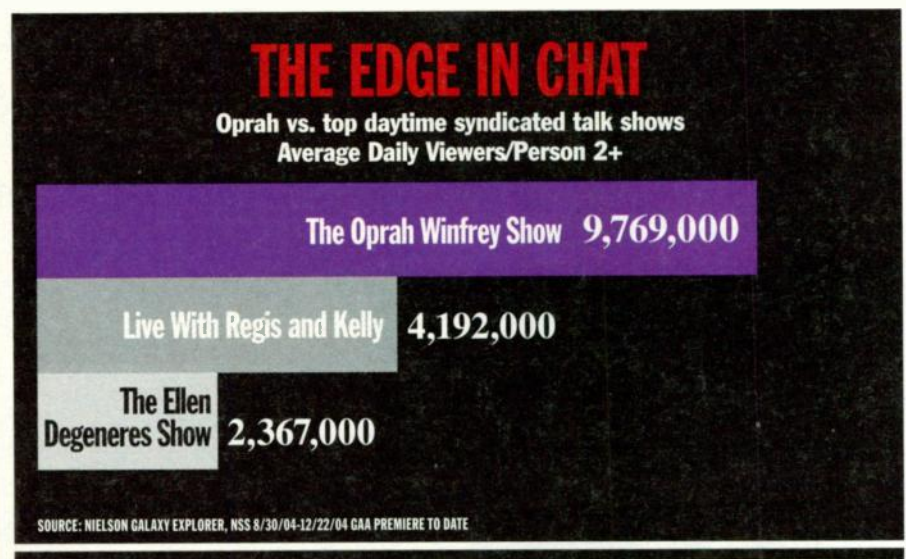 THE EDGE IN CHAT
Oprah vs. top daytime syndicated talk shows
Average Daily Viewers/Person 2+
The Oprah Winfrey Show 9,769,000
Live With Regis and Kelly 4,192,000
The Ellen
Degeneres Show 2,367,000
SOURCE: NIELSON GALAXY EXPLORER, NSS 8/30/04-12/22/04 GAA PREMIERE TO DATE